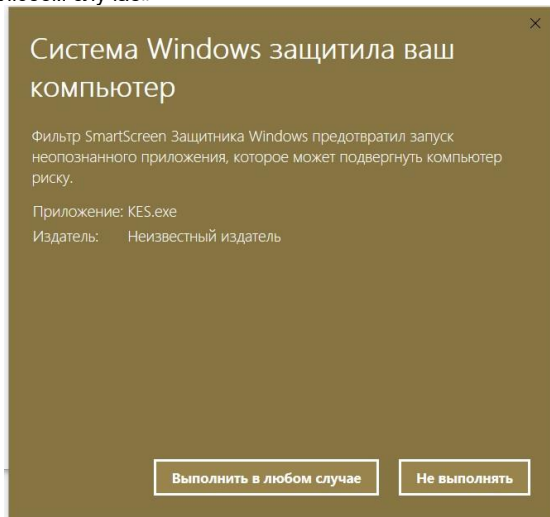 Система Windows защитила ваш
компьютер
Фильтр SmartScreen Защитника Windows предотвратил запуск
неопознанного приложения, которое может подвергнуть компьютер
риску.
Приложение: KES.exe
Издатель: Неизвестный издатель
Выполнить в любом случае
Не выполнять